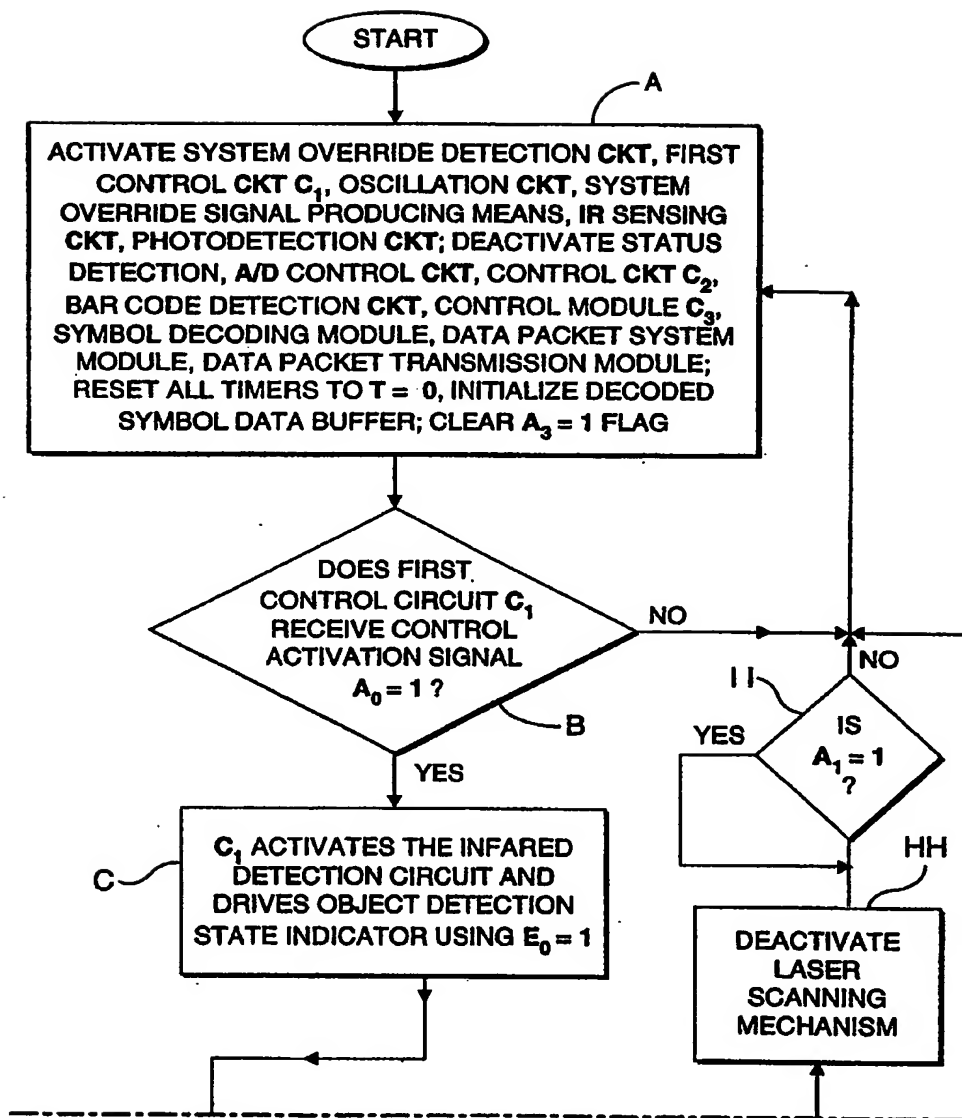 START
A
ACTIVATE SYSTEM OVERRIDE DETECTION CKT, FIRST
CONTROL CKT C₁, OSCILLATION CKT, SYSTEM
OVERRIDE SIGNAL PRODUCING MEANS, IR SENSING
CKT, PHOTODETECTION CKT; DEACTIVATE STATUS
DETECTION, A/D CONTROL CKT, CONTROL CKT C₂,
BAR CODE DETECTION CKT, CONTROL MODULE C₃,
SYMBOL DECODING MODULE, DATA PACKET SYSTEM
MODULE, DATA PACKET TRANSMISSION MODULE;
RESET ALL TIMERS TO T = 0, INITIALIZE DECODED
SYMBOL DATA BUFFER; CLEAR A₃ = 1 FLAG
DOES FIRST
CONTROL CIRCUIT C₁
RECEIVE CONTROL
ACTIVATION SIGNAL
A₀ = 1 ?
NO
B
YES
C
C₁ ACTIVATES THE INFARED
DETECTION CIRCUIT AND
DRIVES OBJECT DETECTION
STATE INDICATOR USING E₀ = 1
NO
II
YES
IS
A₁ = 1
?
HH
DEACTIVATE
LASER
SCANNING
MECHANISM